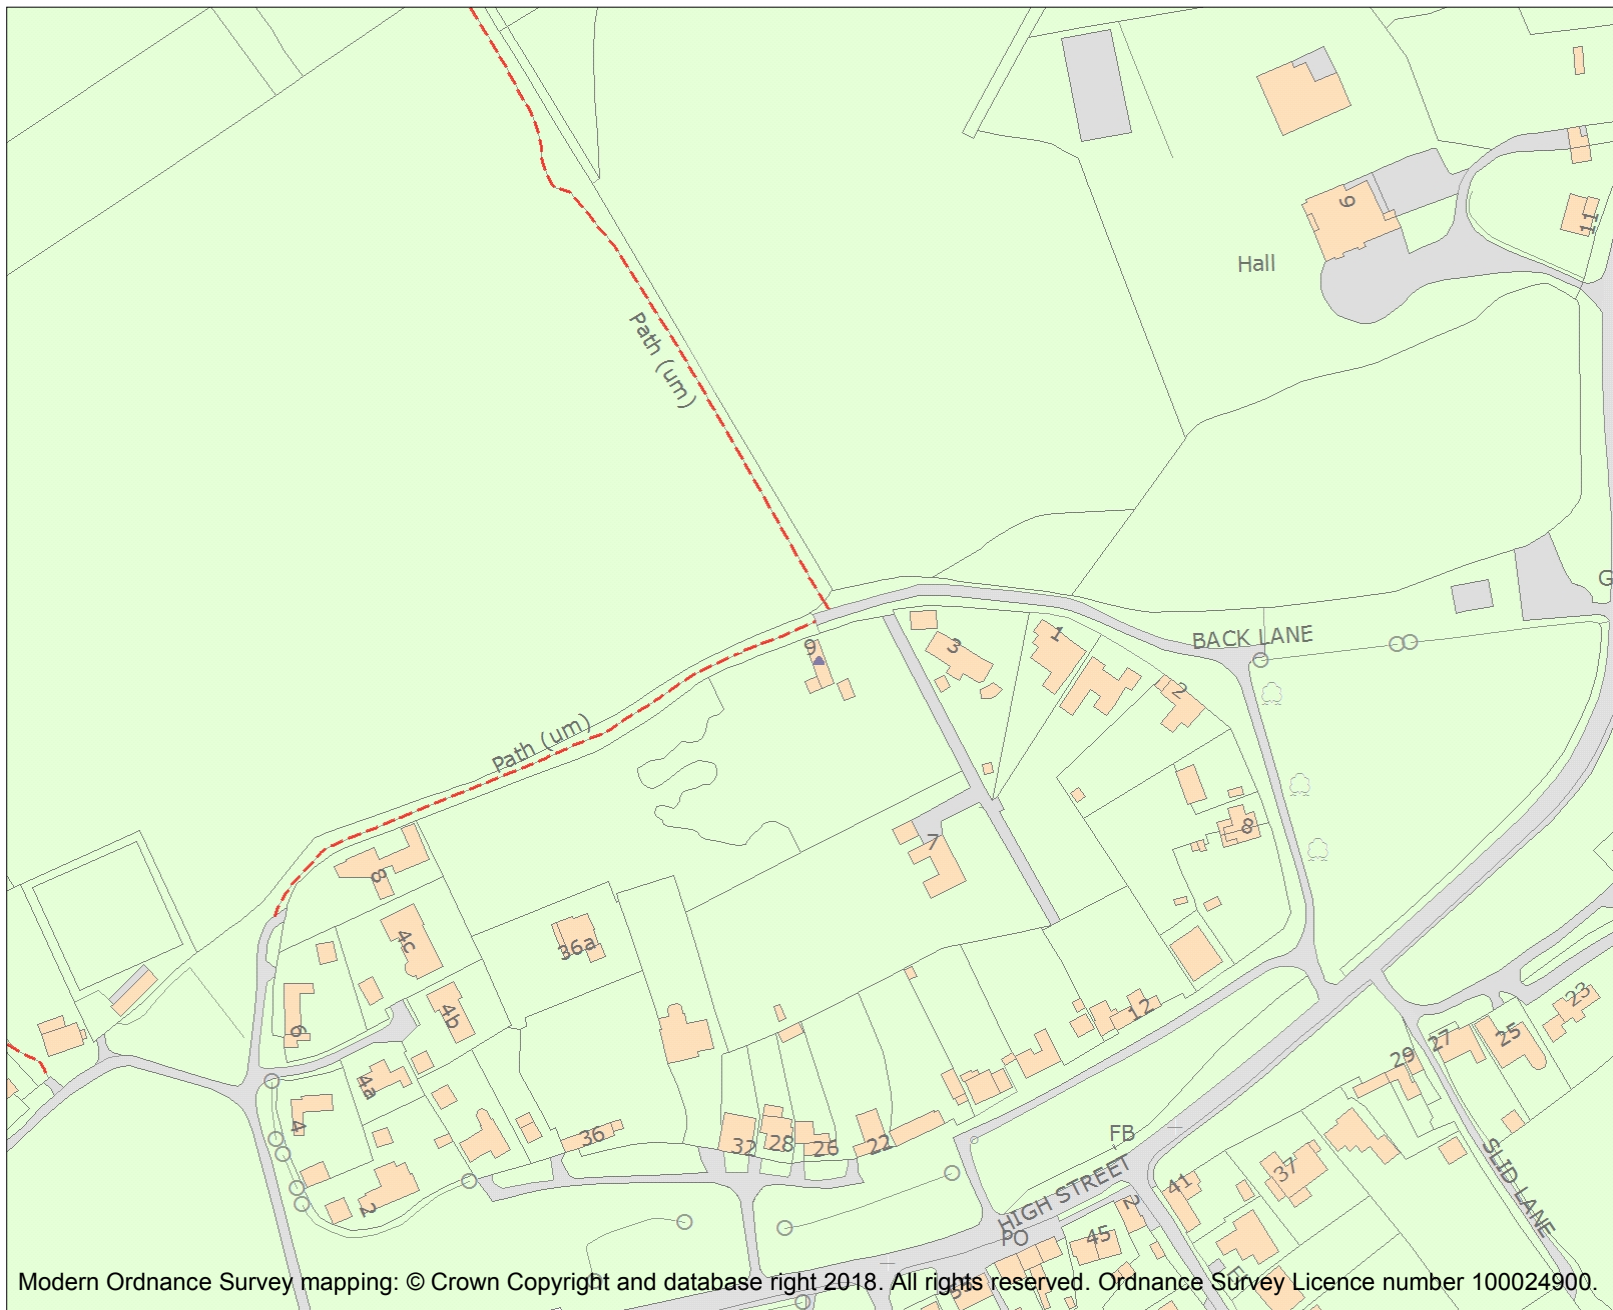 9
11
Hall
Path (um)
G
BACK LANE
9
3
1
2
Path (um)
8
7
8
4c
36a
23
4b
12
6
25
27
29
4a
4
FB
36
32
28
26
22
SLID LANE
37
41
HIGH STREET
2
2
45
PO
Modern Ordnance Survey mapping: © Crown Copyright and database right 2018. All rights reserved. Ordnance Survey Licence number 100024900.